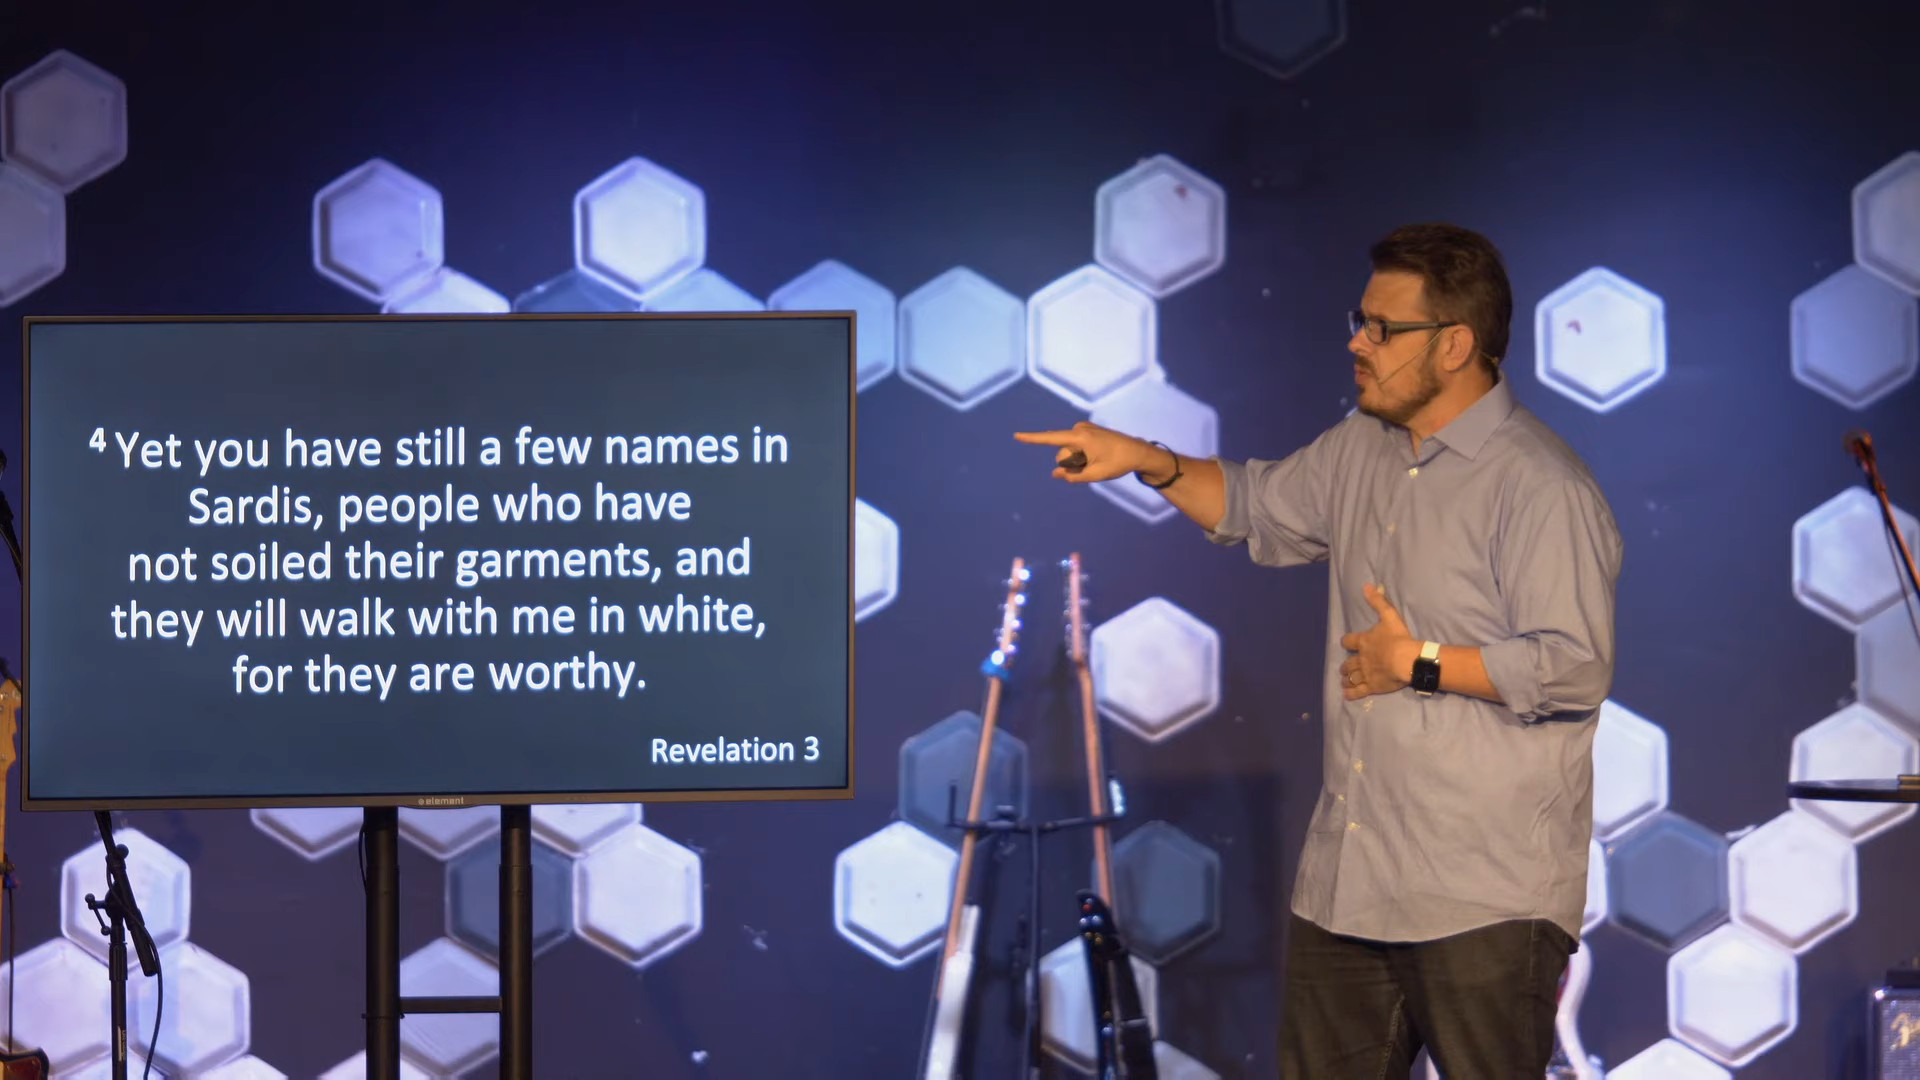 4 Yet you have still a few names in
Sardis, people who have
not soiled their garments, and
they will walk with me in white,
for they are worthy.
Revelation 3
element